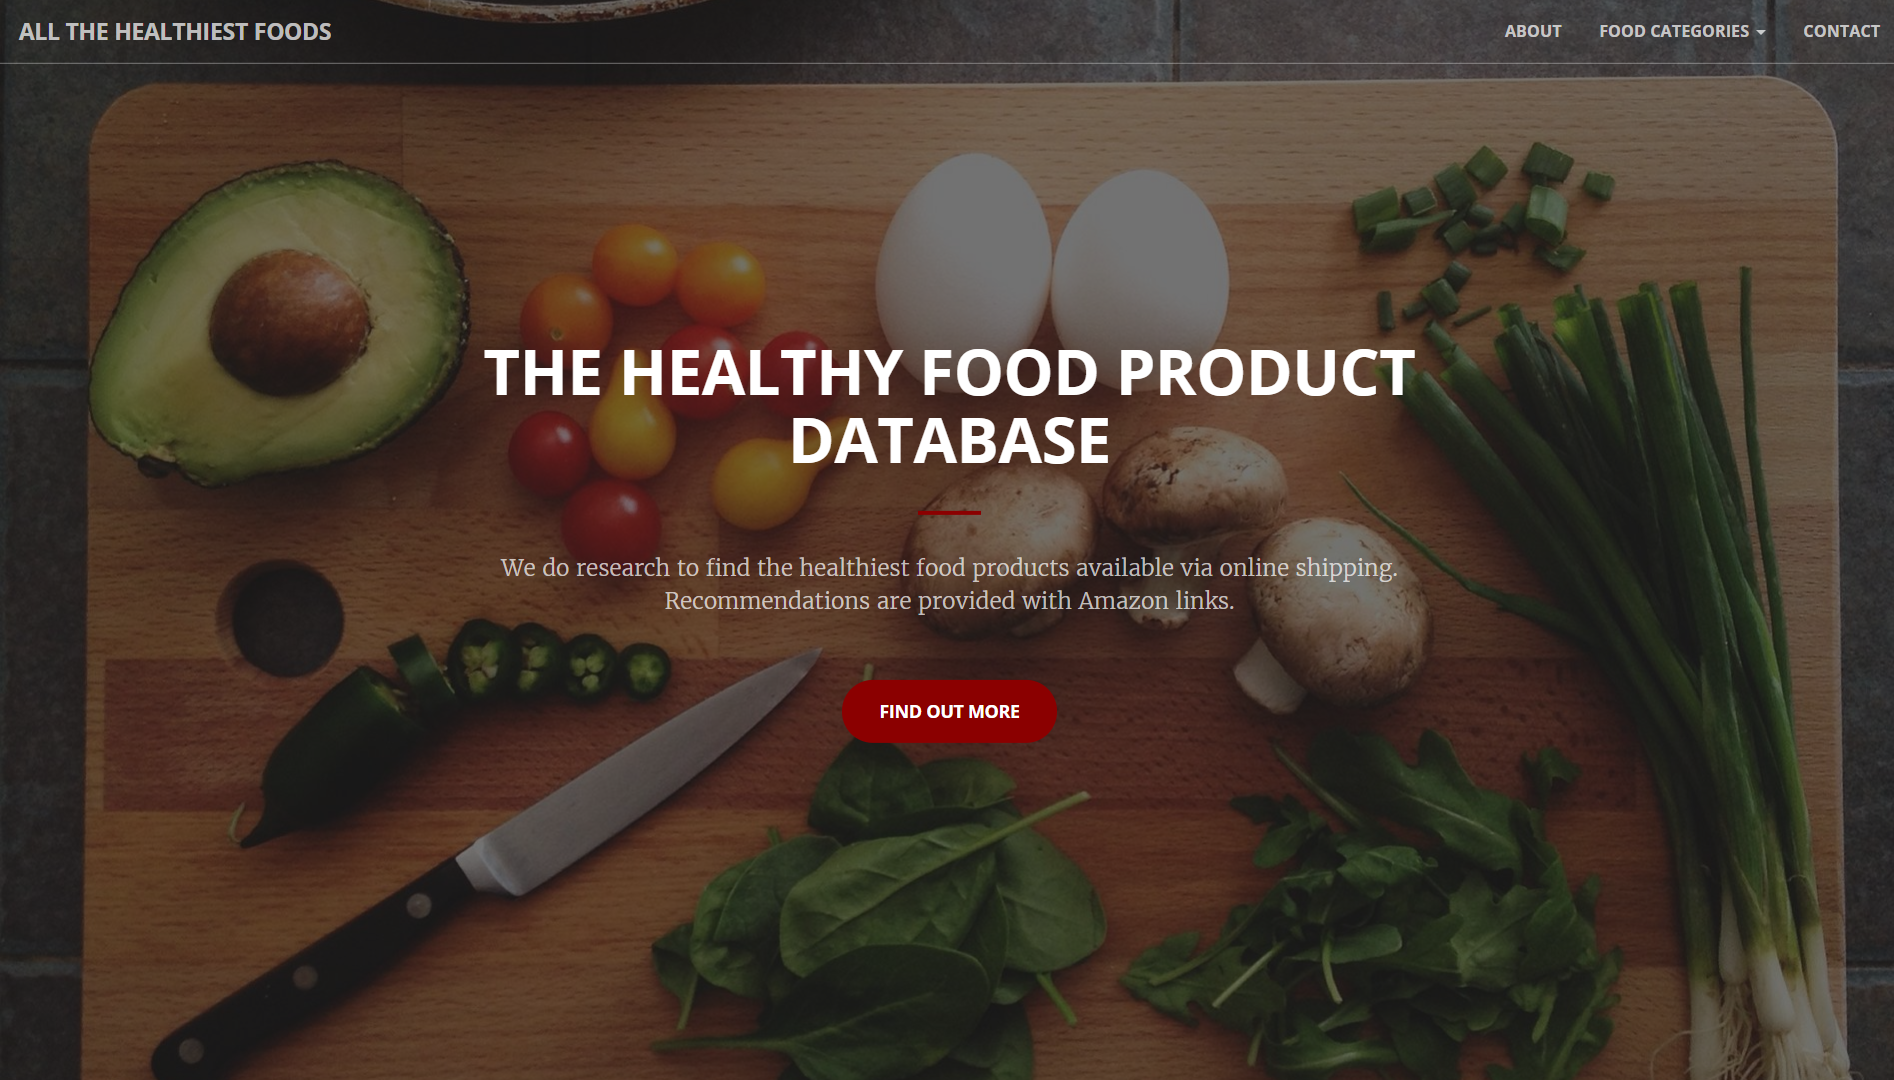 ALL THE HEALTHIEST FOODS
ABOUT
FOOD CATEGORIES
CONTACT
THE HEALTHY FOOD PRODUCT
DATABASE
We do research to find the healthiest food products available via online shipping.
Recommendations are provided with Amazon links.
FIND OUT MORE